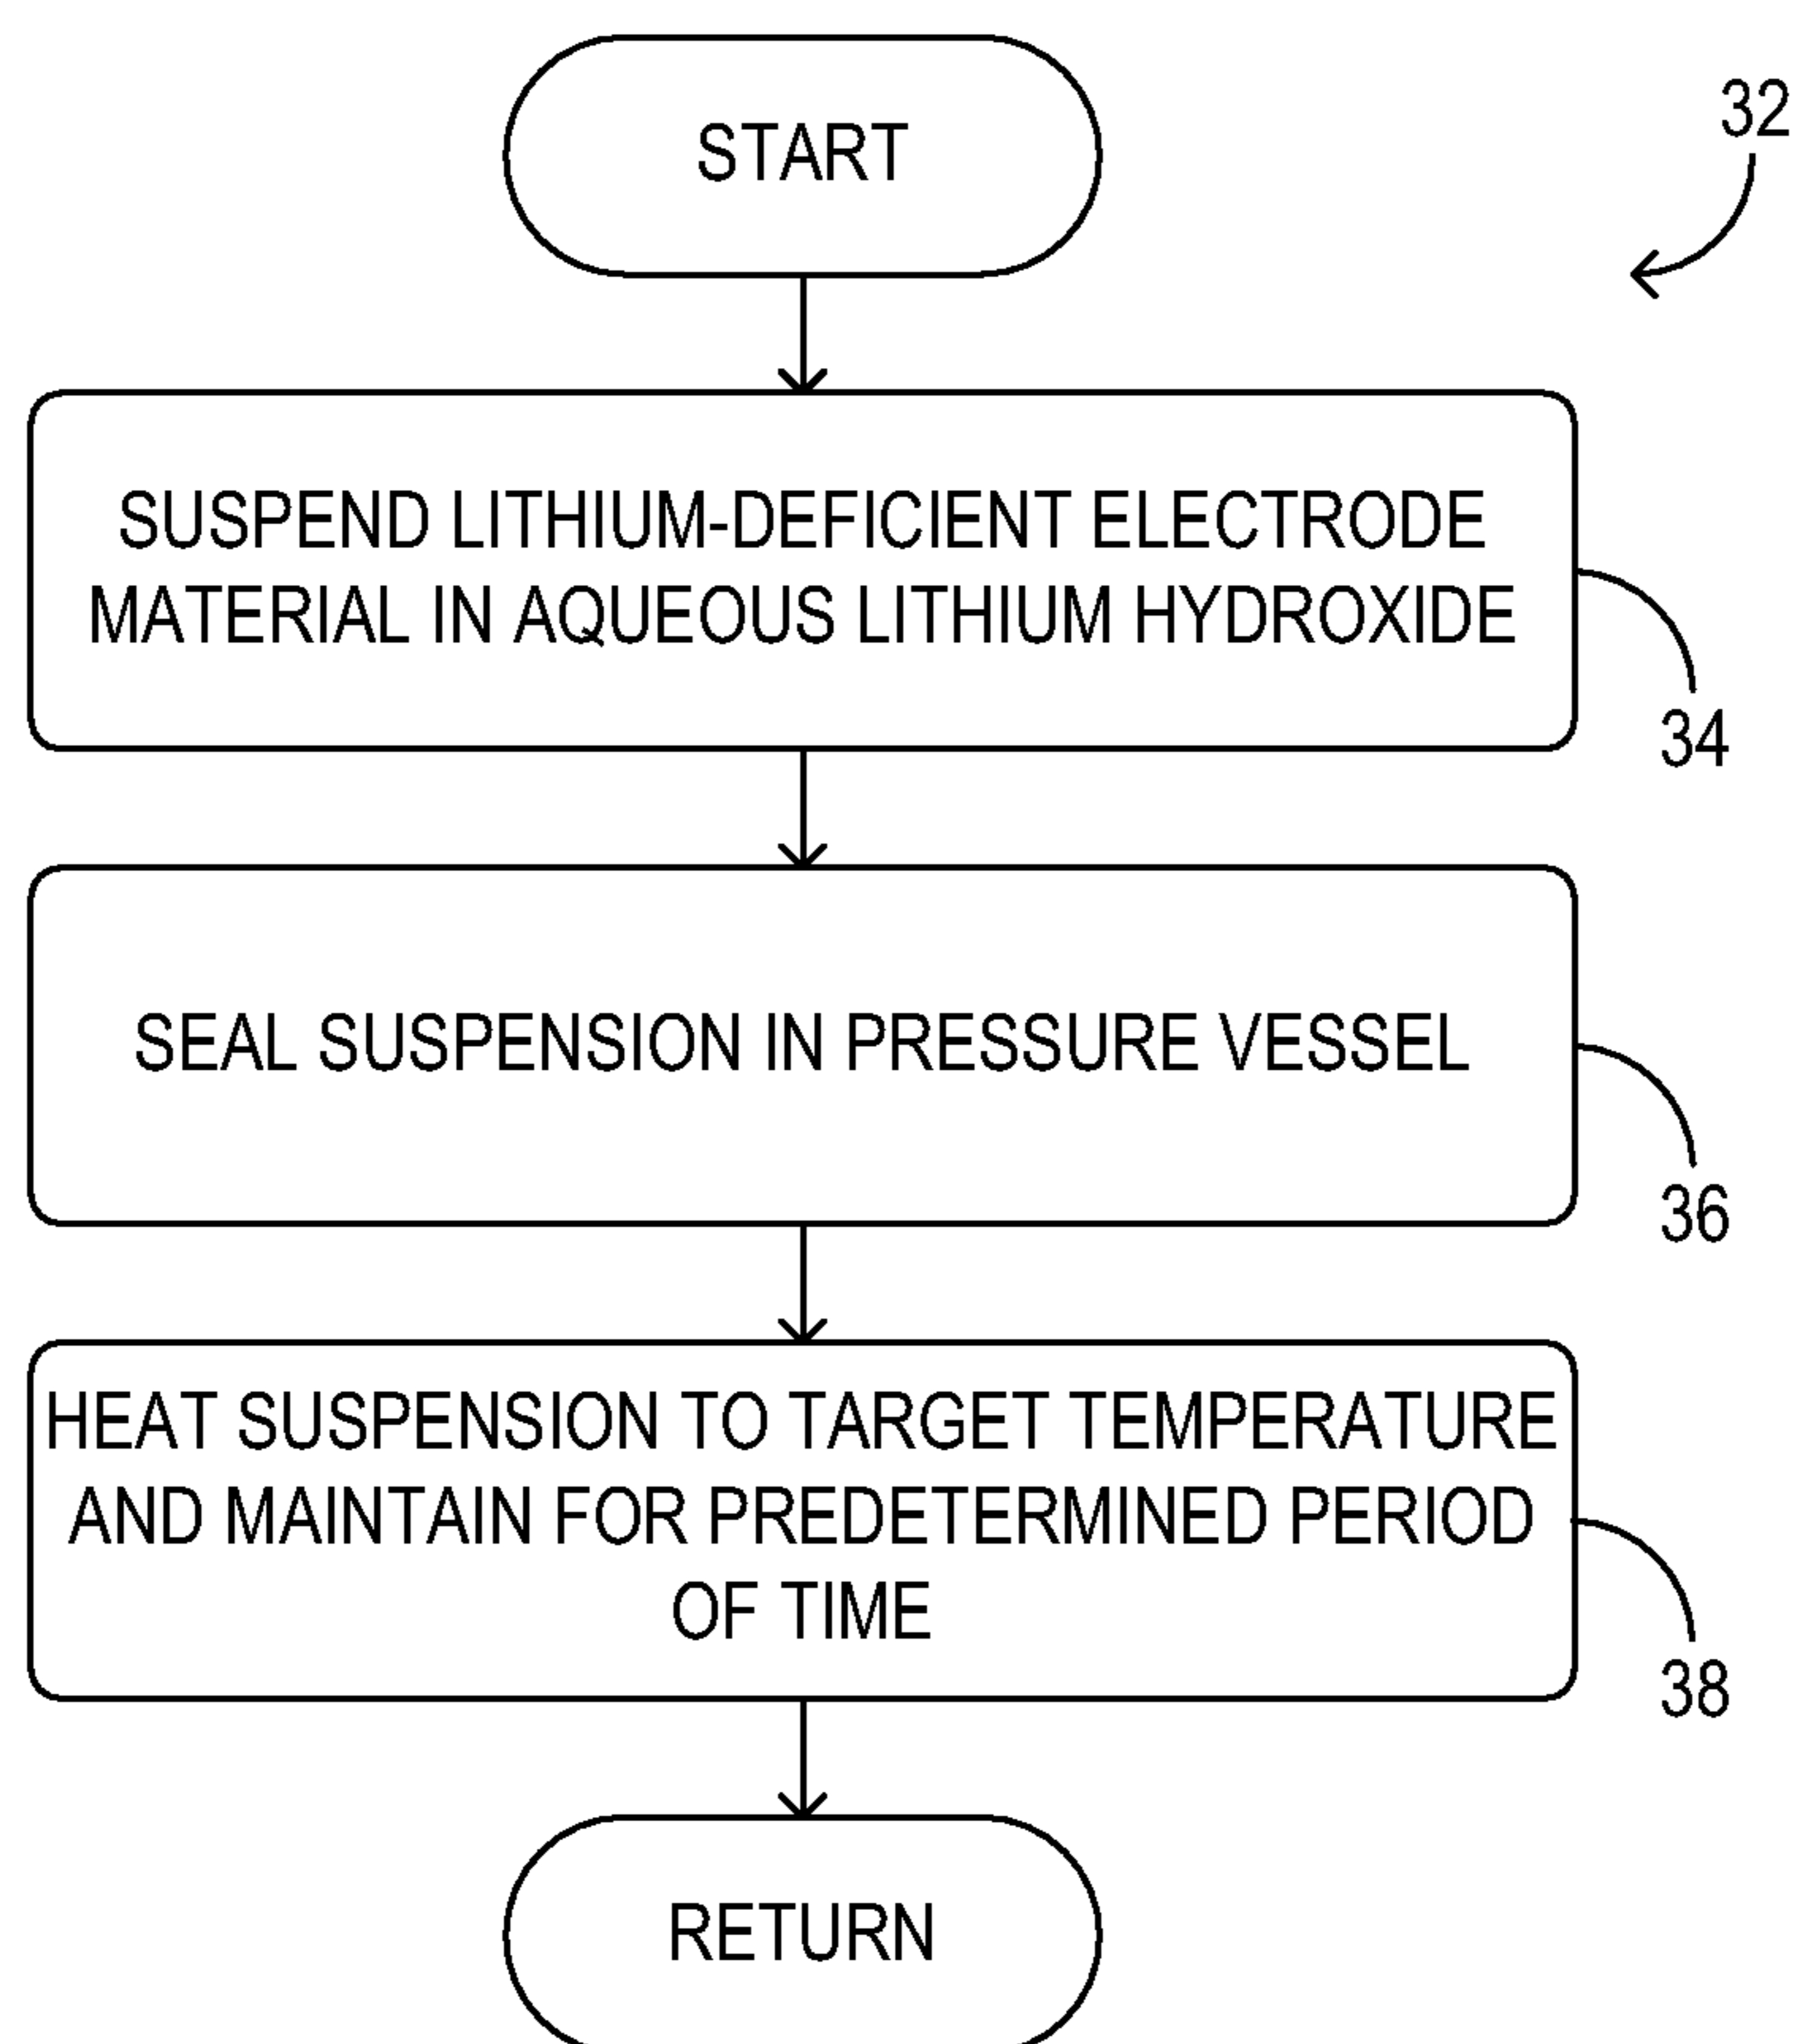 START
32
SUSPEND LITHIUM-DEFICIENT ELECTRODE
MATERIAL IN AQUEOUS LITHIUM HYDROXIDE
34
SEAL SUSPENSION IN PRESSURE VESSEL
36
HEAT SUSPENSION TO TARGET TEMPERATURE
AND MAINTAIN FOR PREDETERMINED PERIOD
OF TIME
38
RETURN